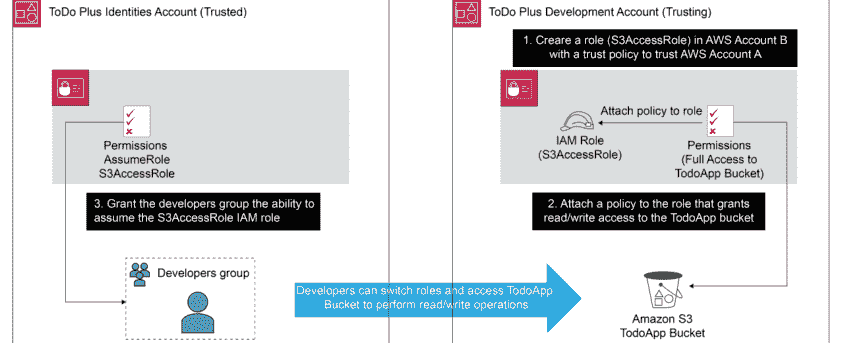 ToDo Plus Identities Account (Trusted)
Permissions
AssumeRole
S3AccessRole
3. Grant the developers group the ability to
assume the S3AccessRole IAM role
Developers group
ToDo Plus Development Account (Trusting)
1. Creare a role (S3AccessRole) in AWS Account B
with a trust policy to trust AWS Account A
Attach policy to role
IAM Role
(S3AccessRole)
Permissions
(Full Access to
TodoApp Bucket)
2. Attach a policy to the role that grants
read/write access to the TodoApp bucket
Developers can switch roles and access TodoApp
Bucket to perform read/write operations
Amazon S3
TodoApp Bucket